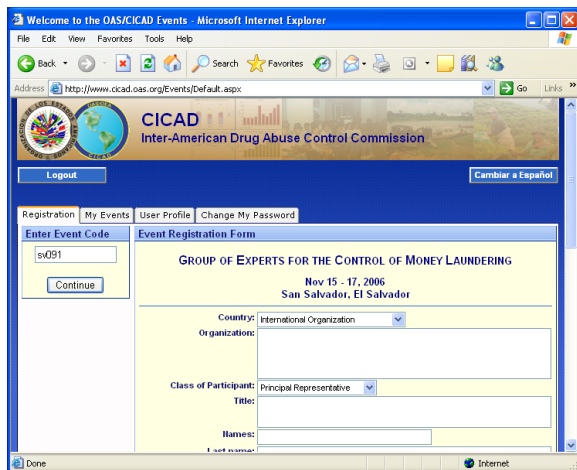 Welcome to the OAS/CICAD Events - Microsoft Internet Explorer
File Edit View Favorites Tools Help
Back Search Favorites
Address http://www.cicad.oas.org/Events/Default.aspx Go Links »
CICAD
Inter-American Drug Abuse Control Commission
Logout Cambiar a Español
Registration My Events User Profile Change My Password
Enter Event Code Event Registration Form
sv091
Continue
GROUP OF EXPERTS FOR THE CONTROL OF MONEY LAUNDERING
Nov 15 - 17, 2006
San Salvador, El Salvador
Country: International Organization
Organization:
Class of Participant: Principal Representative
Title:
Names:
Last name:
Done Internet